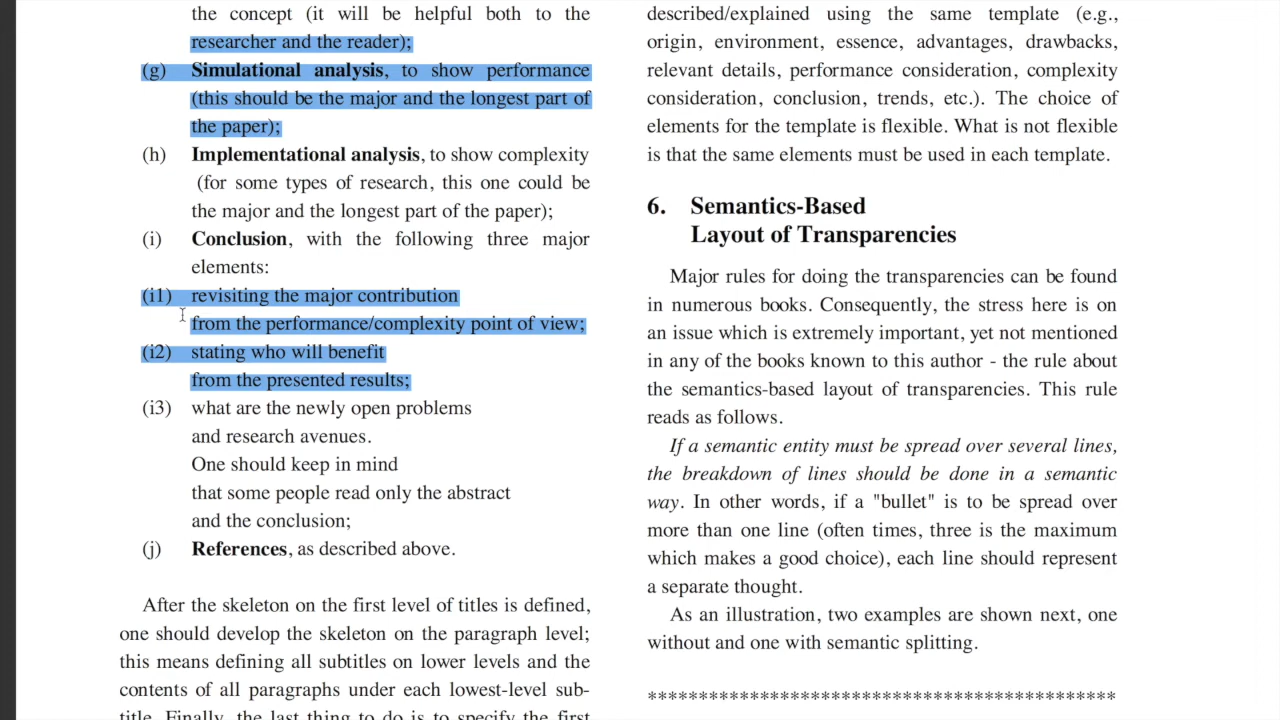 the concept (it will be helpful both to the
researcher and the reader);
(g) Simulational analysis, to show performance
(this should be the major and the longest part of
the paper);
(h) Implementational analysis, to show complexity
(for some types of research, this one could be
the major and the longest part of the paper);
(i) Conclusion, with the following three major
elements:
(i1) revisiting the major contribution
from the performance/complexity point of view;
(i2) stating who will benefit
from the presented results;
(i3) what are the newly open problems
and research avenues.
One should keep in mind
that some people read only the abstract
and the conclusion;
(j) References, as described above.
After the skeleton on the first level of titles is defined,
one should develop the skeleton on the paragraph level;
this means defining all subtitles on lower levels and the
contents of all paragraphs under each lowest-level sub-
title. Finally, the last thing to do is to specify the first
described/explained using the same template (e.g.,
origin, environment, essence, advantages, drawbacks,
relevant details, performance consideration, complexity
consideration, conclusion, trends, etc.). The choice of
elements for the template is flexible. What is not flexible
is that the same elements must be used in each template.
6. Semantics-Based
Layout of Transparencies
Major rules for doing the transparencies can be found
in numerous books. Consequently, the stress here is on
an issue which is extremely important, yet not mentioned
in any of the books known to this author - the rule about
the semantics-based layout of transparencies. This rule
reads as follows.
If a semantic entity must be spread over several lines,
the breakdown of lines should be done in a semantic
way. In other words, if a "bullet" is to be spread over
more than one line (often times, three is the maximum
which makes a good choice), each line should represent
a separate thought.
As an illustration, two examples are shown next, one
without and one with semantic splitting.
**********************************************